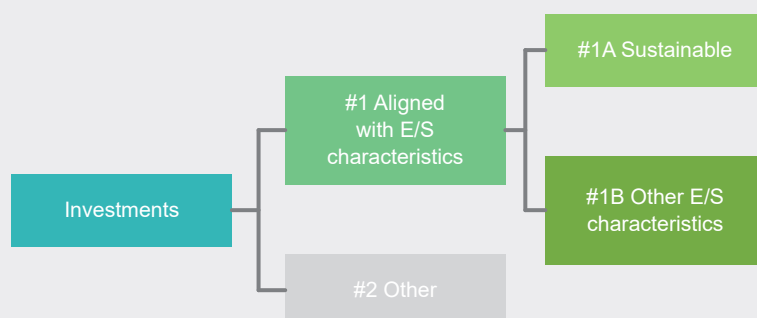 Investments
#1 Aligned
with E/S
characteristics
#2 Other
#1A Sustainable
#1B Other E/S
characteristics